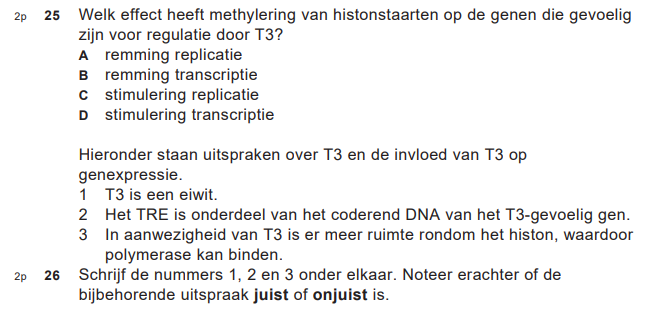 2p 25 Welk effect heeft methylering van histonstaarten op de genen die gevoelig
zijn voor regulatie door T3?
A remming replicatie
B remming transcriptie
C stimulering replicatie
D stimulering transcriptie
Hieronder staan uitspraken over T3 en de invloed van T3 op
genexpressie.
1 T3 is een eiwit.
2 Het TRE is onderdeel van het coderend DNA van het T3-gevoelig gen.
3 In aanwezigheid van T3 is er meer ruimte rondom het histon, waardoor
polymerase kan binden.
2p 26 Schrijf de nummers 1, 2 en 3 onder elkaar. Noteer erachter of de
bijbehorende uitspraak juist of onjuist is.